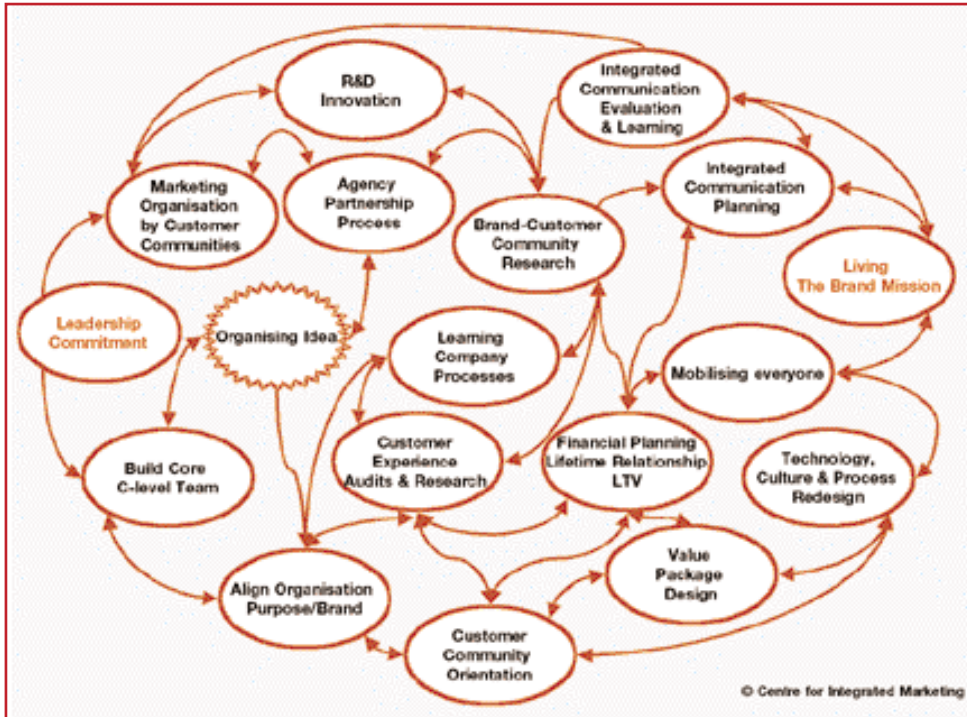 R&D
Innovation
Integrated
Communication
Evaluation
& Learning
Marketing
Organisation
by Customer
Communities
Agency
Partnership
Process
Brand-Customer
Community
Research
Integrated
Communication
Planning
Living
The Brand Mission
Leadership
Commitment
Organising Idea
Learning
Company
Processes
Mobilising everyone
Build Core
C-level Team
Customer
Experience
Audits & Research
Financial Planning
Lifetime Relationship
LTV
Technology,
Culture & Process
Redesign
Align Organisation
Purpose/Brand
Value
Package
Design
Customer
Community
Orientation
© Centre for Integrated Marketing